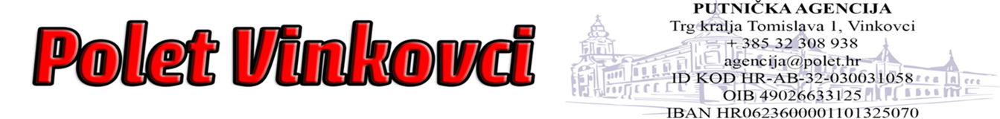 Polet Vinkovci
PUTNIČKA AGENCIJA
Trg kralja Tomislava 1, Vinkovci
+ 385 32 308 938
agencija@polet.hr
ID KOD HR-AB-32-030031058
OIB 49026633125
IBAN HR0623600001101325070